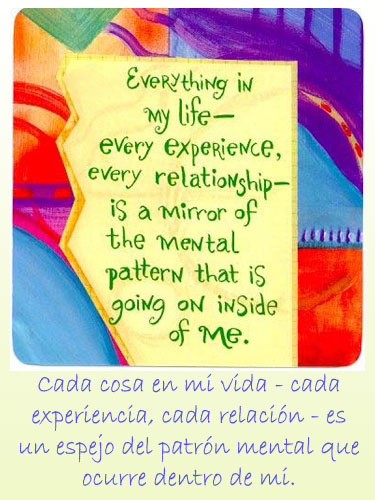 Everything in
my life—
every experience,
every relationship—
is a mirror of
the mental
pattern that is
going on inside
of me.
Cada cosa en mi vida - cada
experiencia, cada relación - es
un espejo del patrón mental que
ocurre dentro de mí.